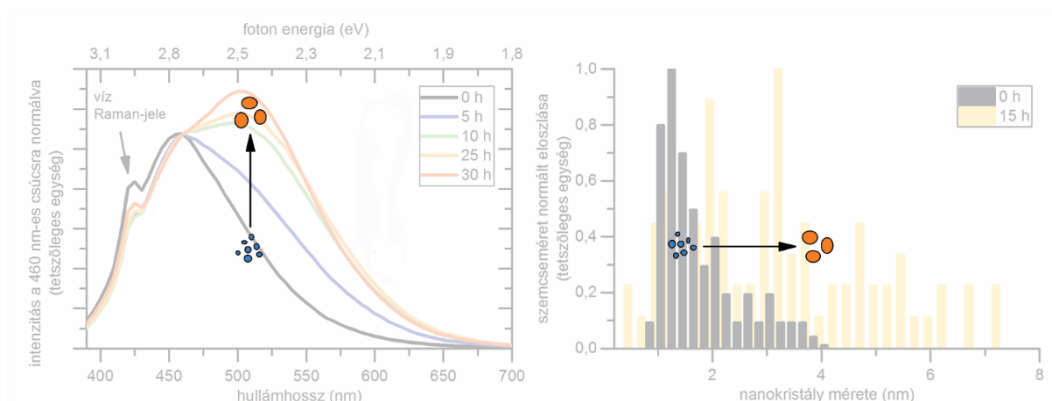 foton energia (eV)
3,1 2,8 2,5 2,3 2,1 1,9 1,8
víz
Raman-jele
0 h
5 h
10 h
25 h
30 h
intenzitás a 460 nm-es csúcsra normálva
(tetszőleges egység)
400 450 500 550 600 650 700
hullámhossz (nm)
szemcseméret normált eloszlása
(tetszőleges egység)
1,0
0,8
0,6
0,4
0,2
0,0
0 h
15 h
2 4 6 8
nanokristály mérete (nm)